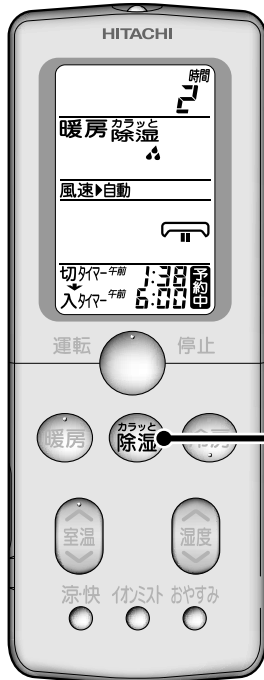 HITACHI
時間
2
暖房 カラッと除湿
風速▶自動
切タイマー 午前 1:38 予約中
入タイマー 午前 6:00
運転 停止
暖房 カラッと除湿 冷房
室温 湿度
涼・快 イオンミスト おやすみ